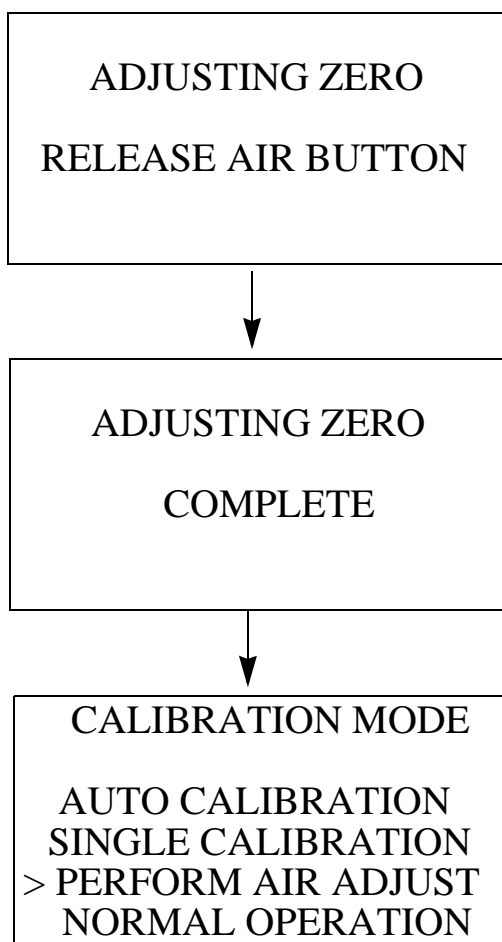 ADJUSTING ZERO
RELEASE AIR BUTTON
ADJUSTING ZERO
COMPLETE
CALIBRATION MODE
AUTO CALIBRATION
SINGLE CALIBRATION
> PERFORM AIR ADJUST
NORMAL OPERATION